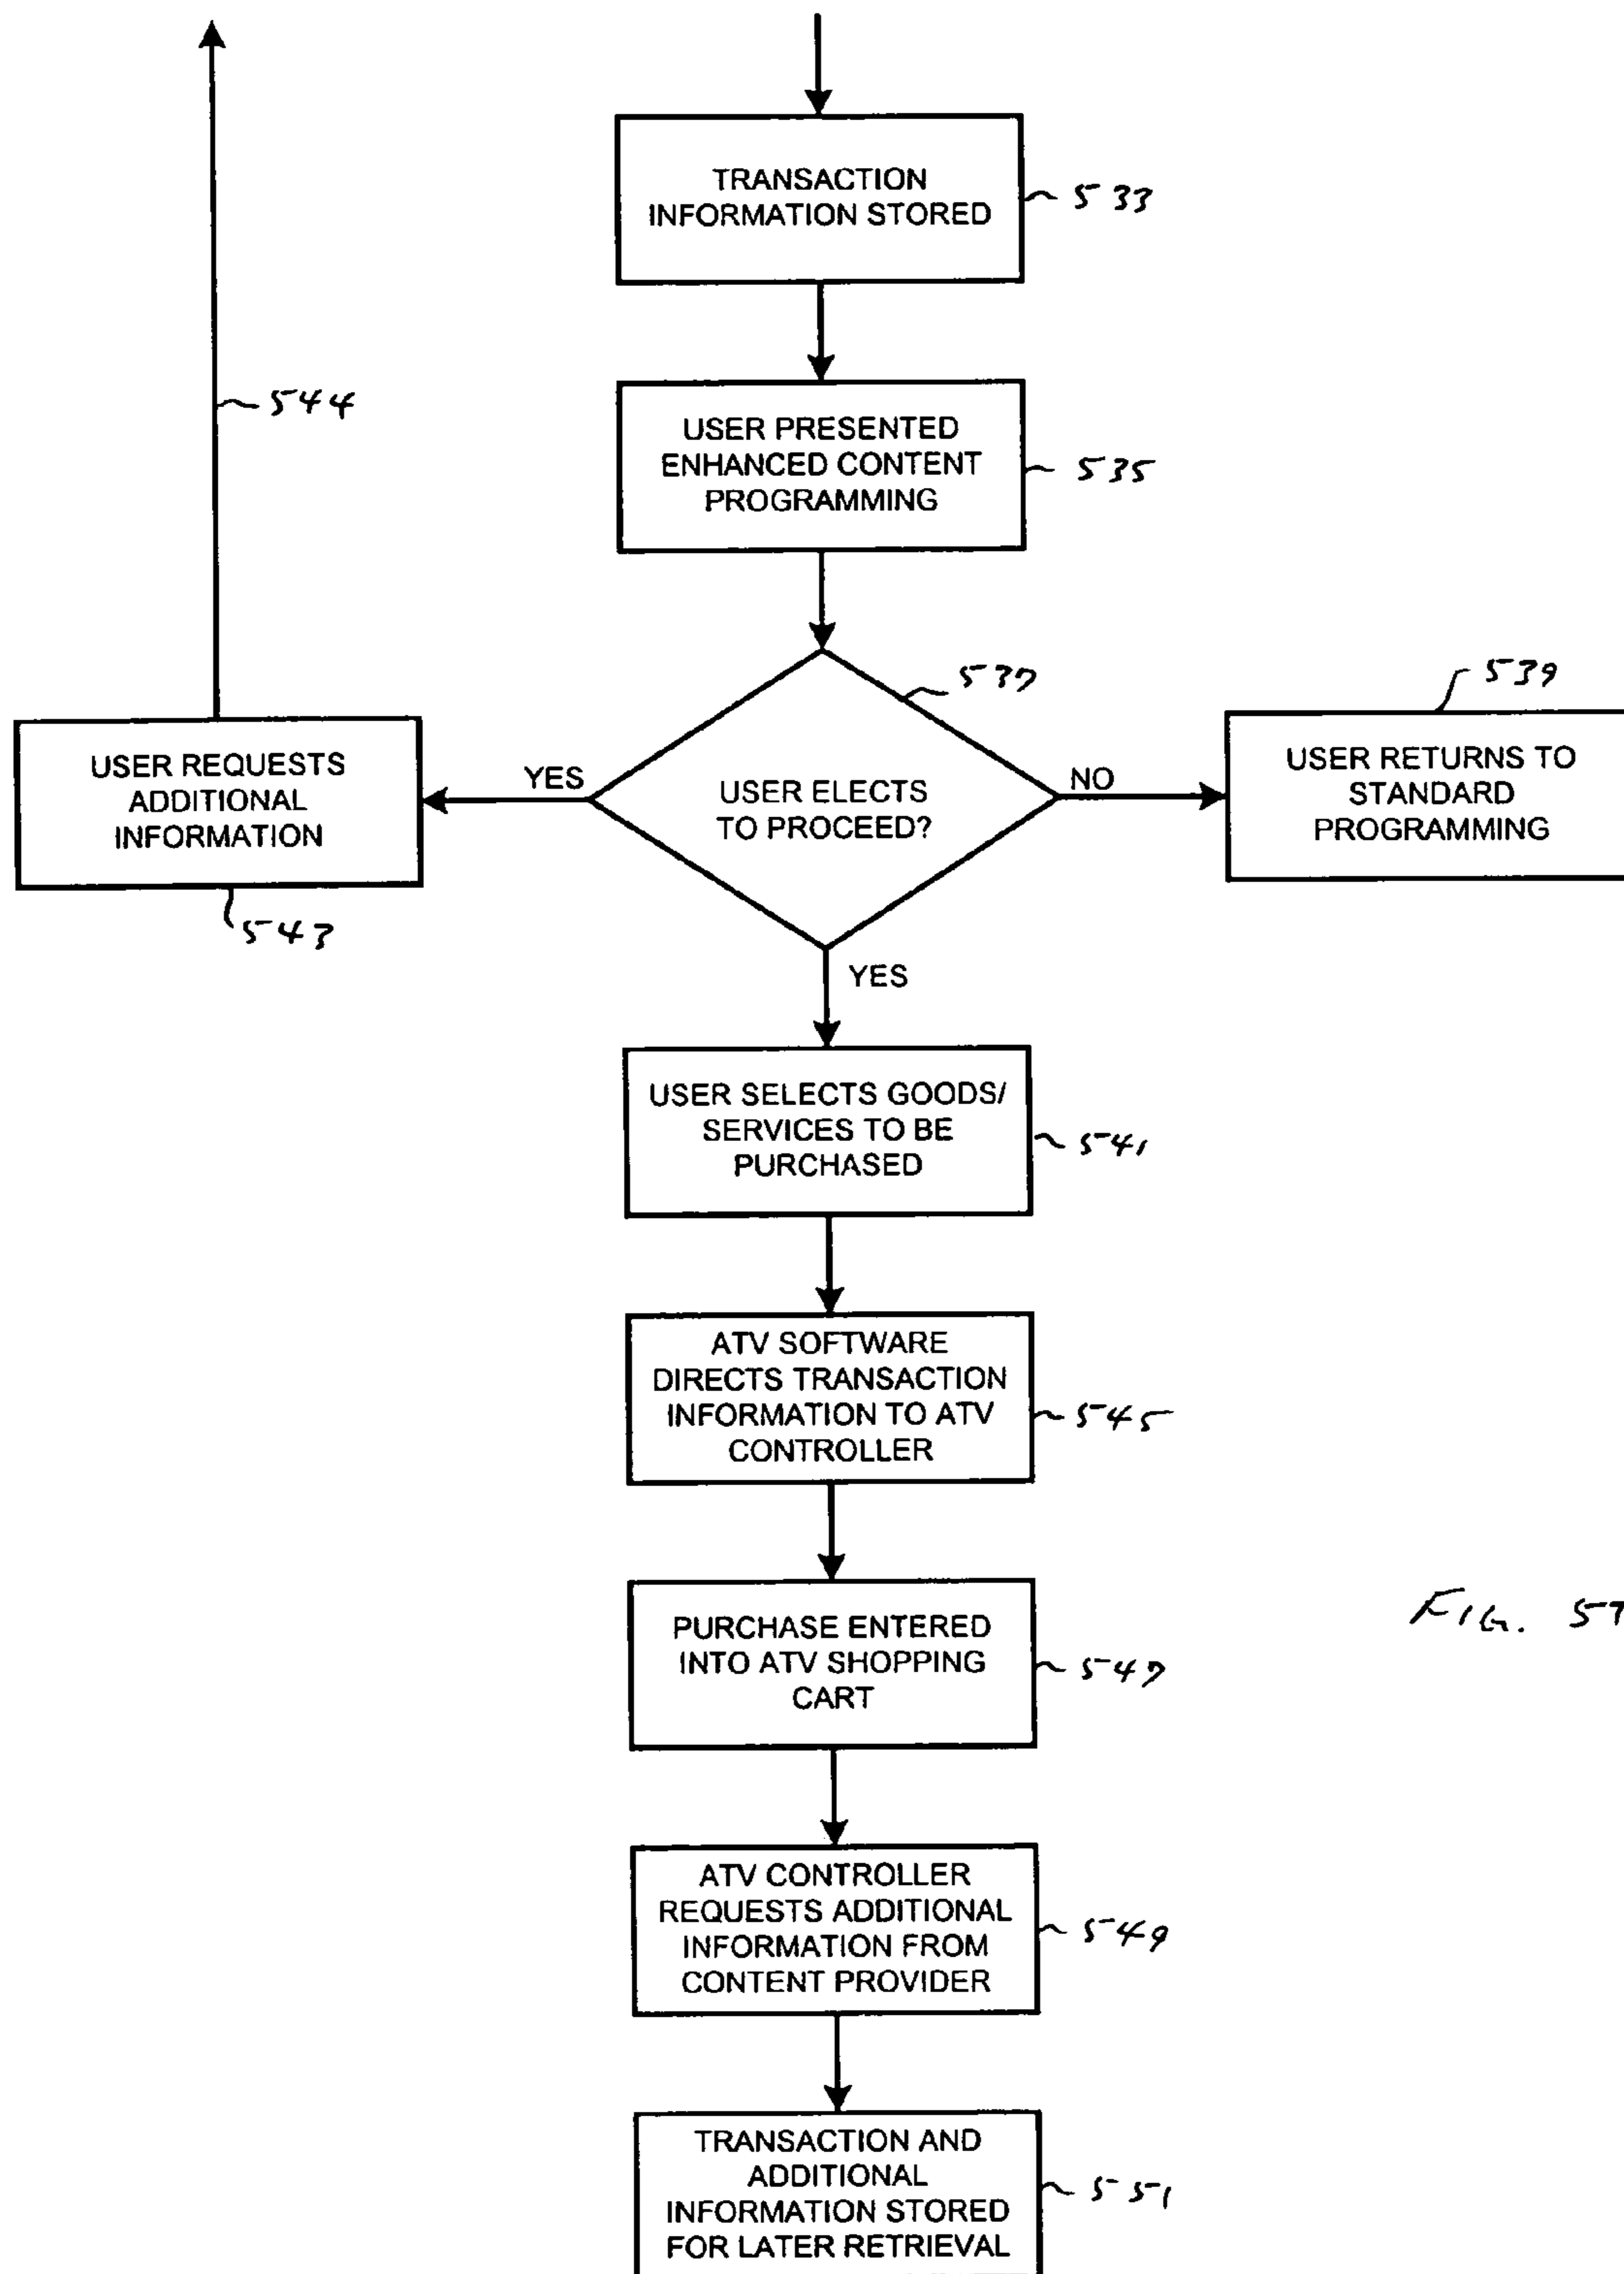 TRANSACTION
INFORMATION STORED
533
544
USER PRESENTED
ENHANCED CONTENT
PROGRAMMING
535
537
539
USER REQUESTS
ADDITIONAL
INFORMATION
543
YES
USER ELECTS
TO PROCEED?
NO
USER RETURNS TO
STANDARD
PROGRAMMING
YES
USER SELECTS GOODS/
SERVICES TO BE
PURCHASED
541
ATV SOFTWARE
DIRECTS TRANSACTION
INFORMATION TO ATV
CONTROLLER
545
PURCHASE ENTERED
INTO ATV SHOPPING
CART
547
FIG.
ATV CONTROLLER
REQUESTS ADDITIONAL
INFORMATION FROM
CONTENT PROVIDER
549
TRANSACTION AND
ADDITIONAL
INFORMATION STORED
FOR LATER RETRIEVAL
551